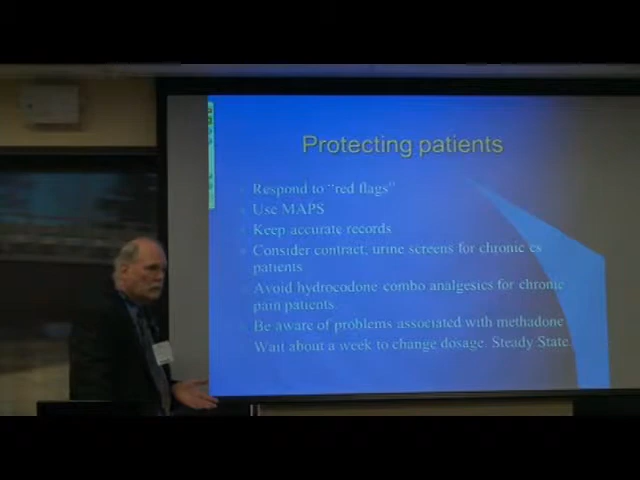 Protecting patients
Respond to "red flags"
Use MAPS
Keep accurate records
Consider contract, urine screens for chronic cs
patients
Avoid hydrocodone combo analgesics for chronic
pain patients.
Be aware of problems associated with methadone
Wait about a week to change dosage. Steady State.